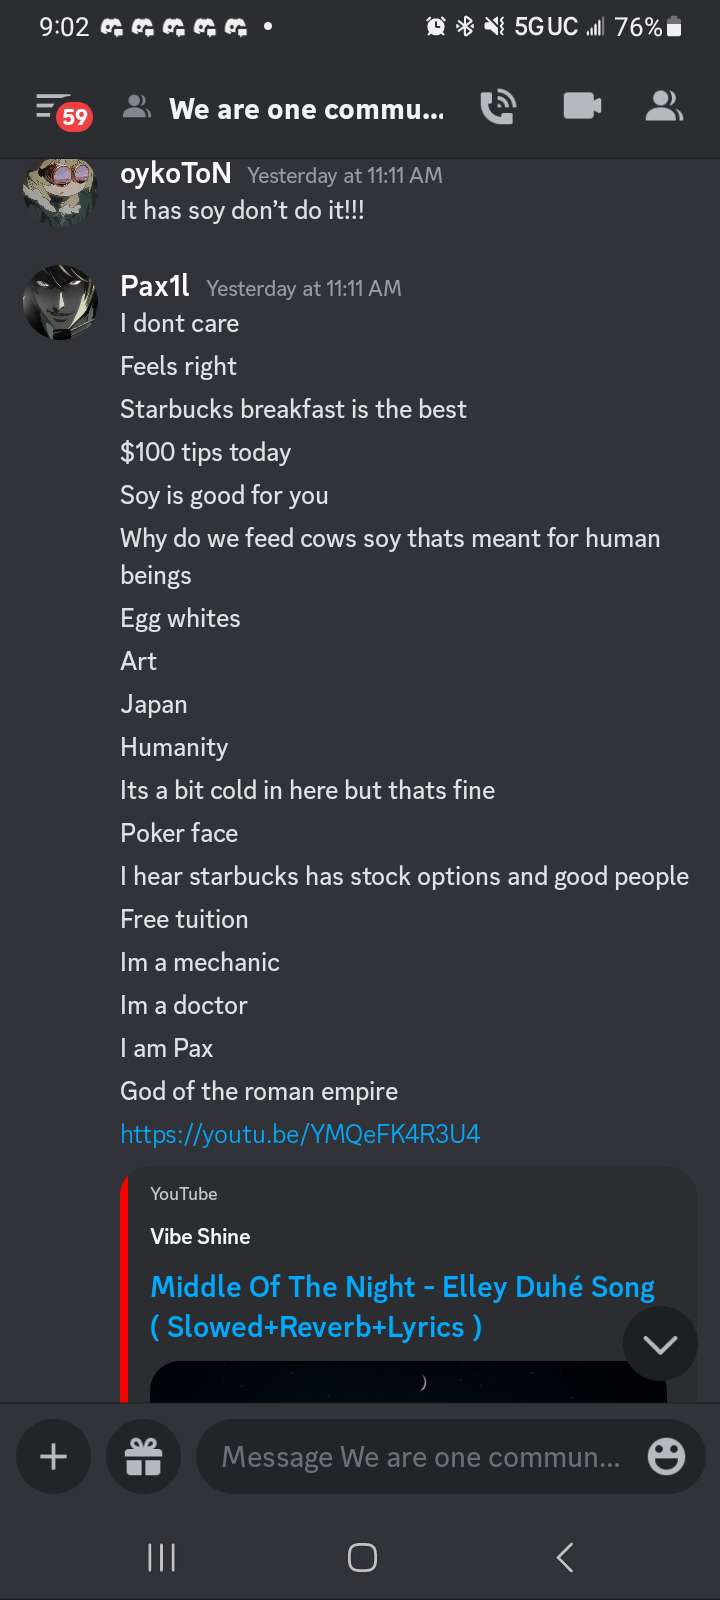 9:02 5G UC 76%
59 We are one commu...
oykoToN Yesterday at 11:11 AM
It has soy don’t do it!!!
Pax1l Yesterday at 11:11 AM
I dont care
Feels right
Starbucks breakfast is the best
$100 tips today
Soy is good for you
Why do we feed cows soy thats meant for human
beings
Egg whites
Art
Japan
Humanity
Its a bit cold in here but thats fine
Poker face
I hear starbucks has stock options and good people
Free tuition
Im a mechanic
Im a doctor
I am Pax
God of the roman empire
https://youtu.be/YMQeFK4R3U4
YouTube
Vibe Shine
Middle Of The Night - Elley Duhé Song
( Slowed+Reverb+Lyrics )
Message We are one commun...